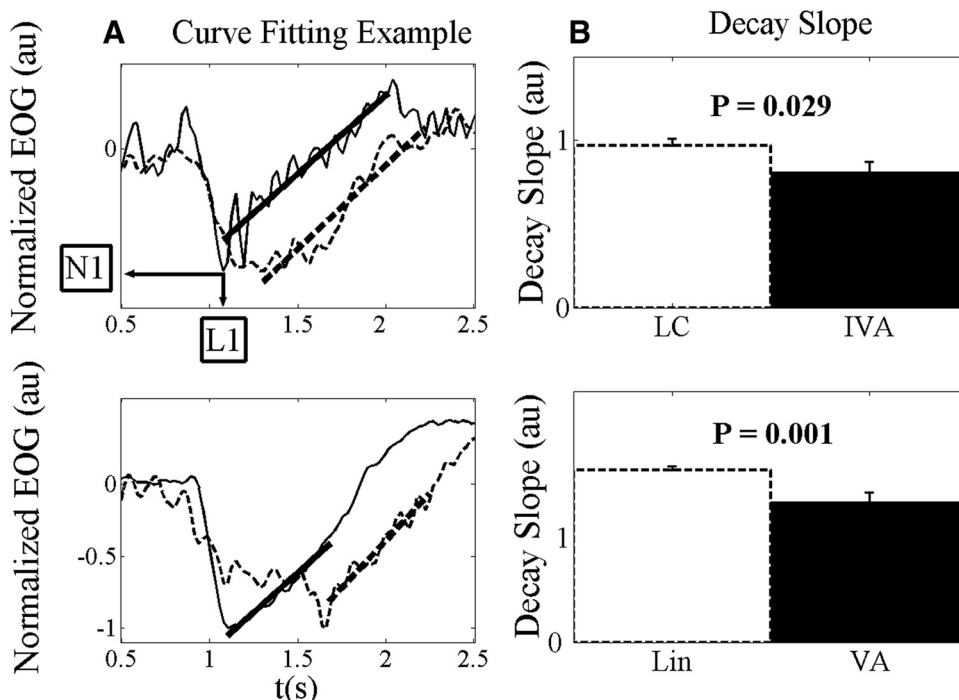 A Curve Fitting Example
Normalized EOG (au)
0
N1
L1
0.5 1 1.5 2 2.5
Normalized EOG (au)
0
-0.5
-1
0.5 1 1.5 2 2.5
t(s)
B Decay Slope
Decay Slope (au)
P = 0.029
1
0
LC IVA
Decay Slope (au)
P = 0.001
1
0
Lin VA